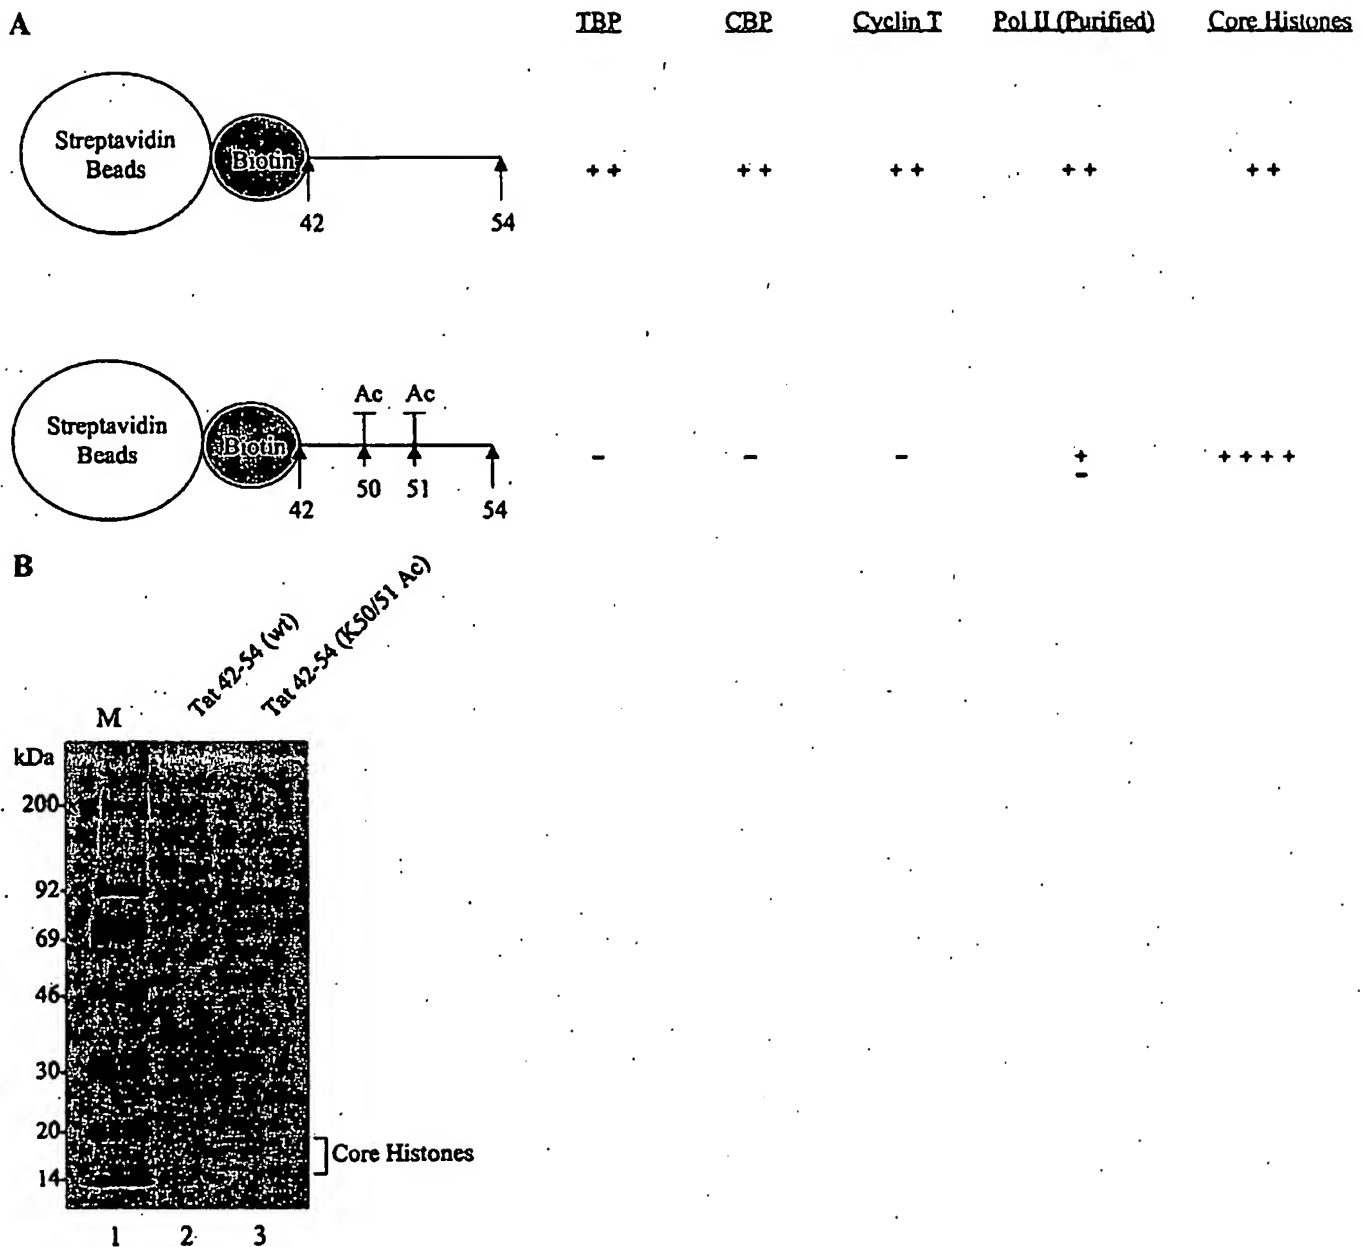 A
TBP CBP Cyclin T Pol II (Purified) Core Histones
Streptavidin
Beads
Biotin
42 54
++ ++ ++ ++ ++
Ac Ac
Streptavidin
Beads
Biotin
42 50 51 54
- - - + ++++
-
B
Tat 42-54 (wt)
Tat 42-54 (K50/51 Ac)
M
kDa
200
92
69
46
30
20
Core Histones
14
1 2 3